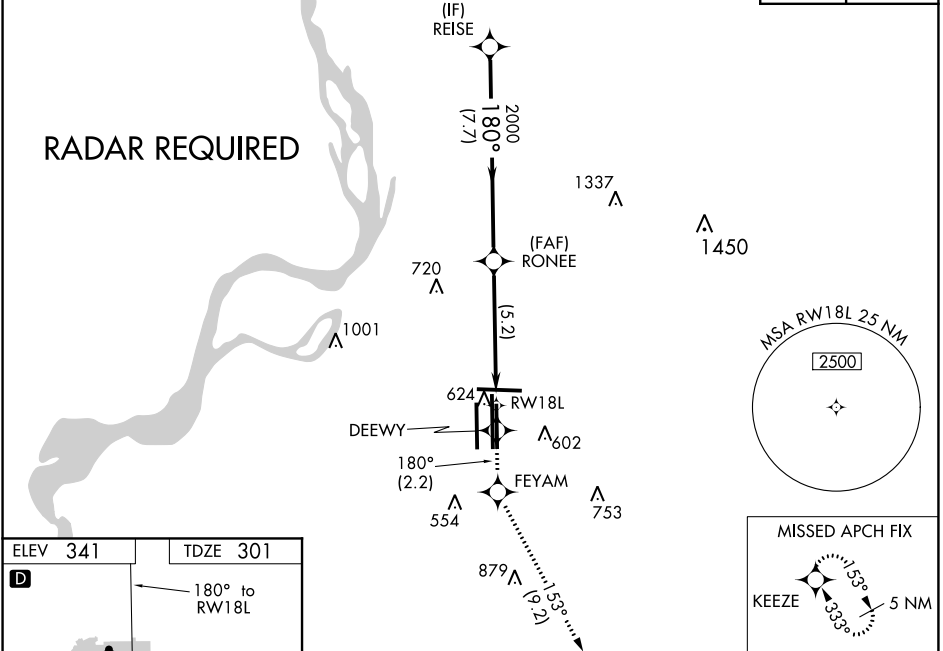 (IF)
REISE
RADAR REQUIRED
2000
180°
(7.7)
1337
1450
(FAF)
RONEE
720
1001
(5.2)
MSA RW18L 25 NM
2500
624
RW18L
DEEWY
602
180°
(2.2)
FEYAM
554
753
879
153°
(9.2)
ELEV 341
TDZE 301
D
180° to
RW18L
MISSED APCH FIX
KEEZE
153°
333°
5 NM